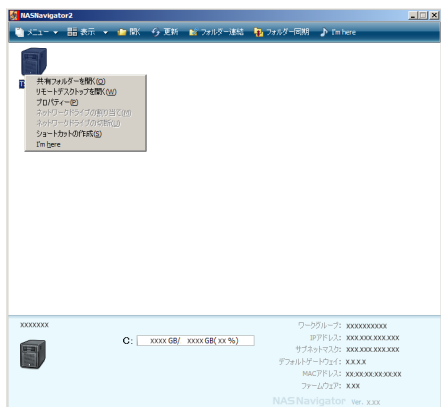 NASNavigator2
メニュー 表示 開く 更新 フォルダー連結 フォルダー同期 I'm here
共有フォルダーを開く(O)
リモートデスクトップを開く(W)
プロパティー(P)
ネットワークドライブの割り当て(M)
ネットワークドライブの切断(U)
ショートカットの作成(S)
I'm here
xxxxxxx
C: xxxx GB/ xxxx GB( xx %)
ワークグループ: xxxxxxxxxx
IPアドレス: xxx.xxx.xxx.xxx
サブネットマスク: xxx.xxx.xxx.xxx
デフォルトゲートウェイ: x.x.x.x
MACアドレス: xx:xx:xx:xx:xx:xx
ファームウェア: x.xx
NAS Navigator Ver. x.xx